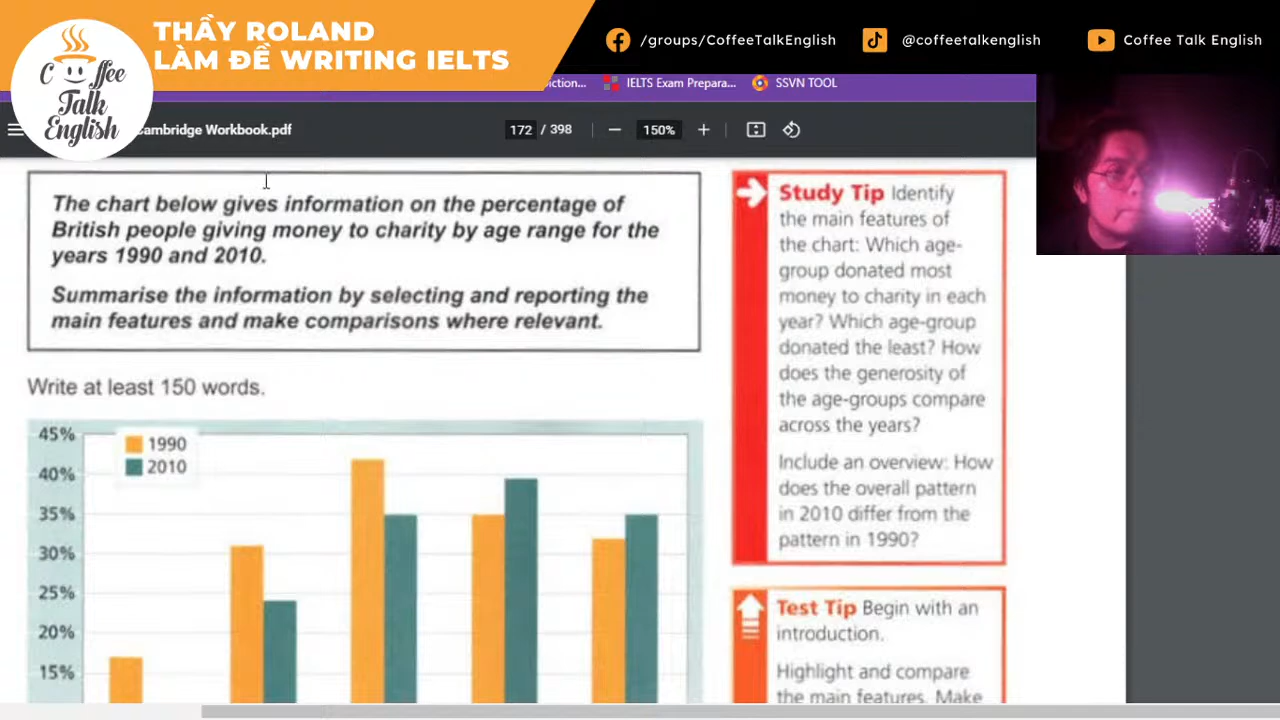 THẦY ROLAND
LÀM ĐỀ WRITING IELTS
Coffee
Talk
English
/groups/CoffeeTalkEnglish
@coffeetalkenglish
Coffee Talk English
iction...
IELTS Exam Prepara...
SSVN TOOL
Cambridge Workbook.pdf
172 / 398
150%
The chart below gives information on the percentage of
British people giving money to charity by age range for the
years 1990 and 2010.
Summarise the information by selecting and reporting the
main features and make comparisons where relevant.
Write at least 150 words.
45%
40%
35%
30%
25%
20%
15%
1990
2010
Study Tip Identify
the main features of
the chart: Which age-
group donated most
money to charity in each
year? Which age-group
donated the least? How
does the generosity of
the age-groups compare
across the years?
Include an overview: How
does the overall pattern
in 2010 differ from the
pattern in 1990?
Test Tip Begin with an
introduction.
Highlight and compare
the main features. Make